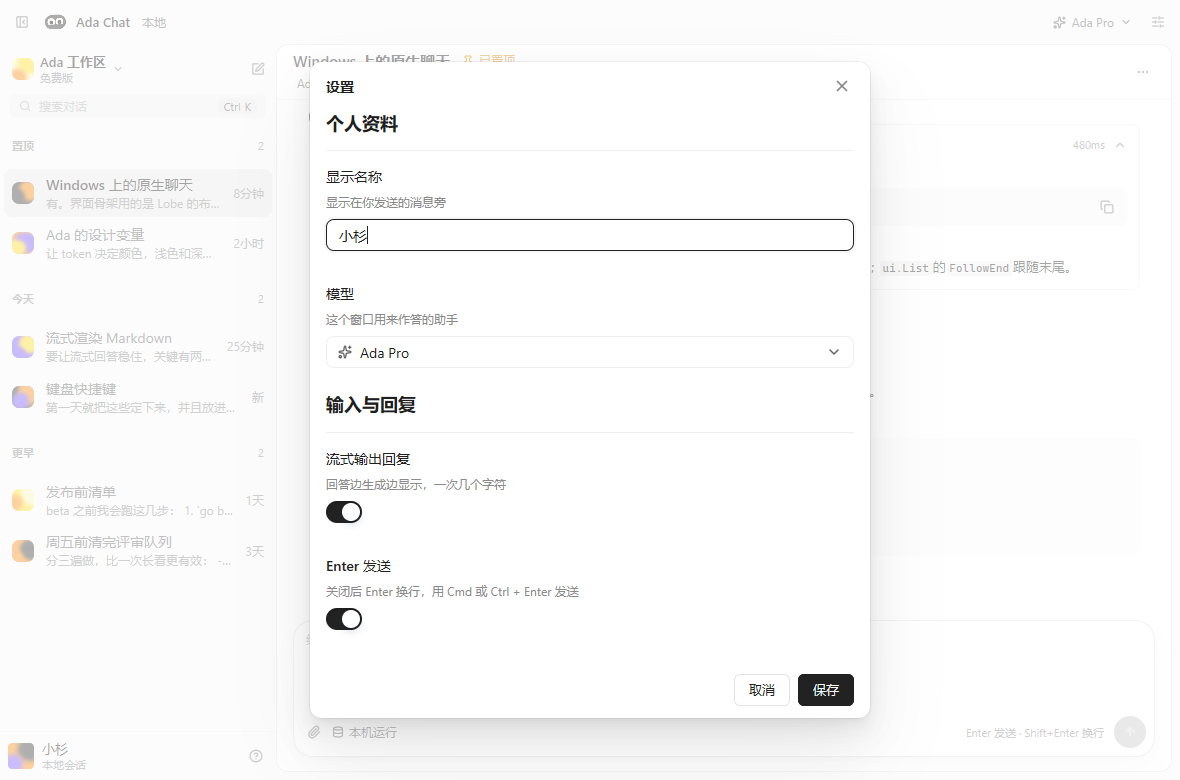 Ada Chat 本地
Ada Pro
Ada 工作区
免费版
搜索对话 Ctrl K
置顶 2
Windows 上的原生聊天 8分钟
有。界面骨架用的是 Lobe 的布...
Ada 的设计变量 2小时
让 token 决定颜色，浅色和深...
今天 2
流式渲染 Markdown 25分钟
要让流式回答稳住，关键有两...
键盘快捷键 新
第一天就把这些定下来，并且放进...
更早 2
发布前清单 1天
beta 之前我会跑这几步： 1. `go b...
周五前清完评审队列 3天
分三遍做，比一次长看更有效： -...
小杉
本地会话
Windows 上的原生聊天 已置顶
480ms
； ui.List 的 FollowEnd 跟随末尾。
设置
个人资料
显示名称
显示在你发送的消息旁
小杉
模型
这个窗口用来作答的助手
Ada Pro
输入与回复
流式输出回复
回答边生成边显示，一次几个字符
Enter 发送
关闭后 Enter 换行，用 Cmd 或 Ctrl + Enter 发送
取消 保存
本机运行 Enter 发送 · Shift+Enter 换行